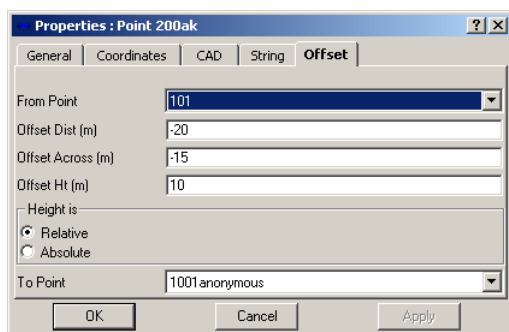 Properties : Point 200ak
General Coordinates CAD String Offset
From Point 101
Offset Dist (m) -20
Offset Across (m) -15
Offset Ht (m) 10
Height is
Relative
Absolute
To Point 1001anonymous
OK Cancel Apply